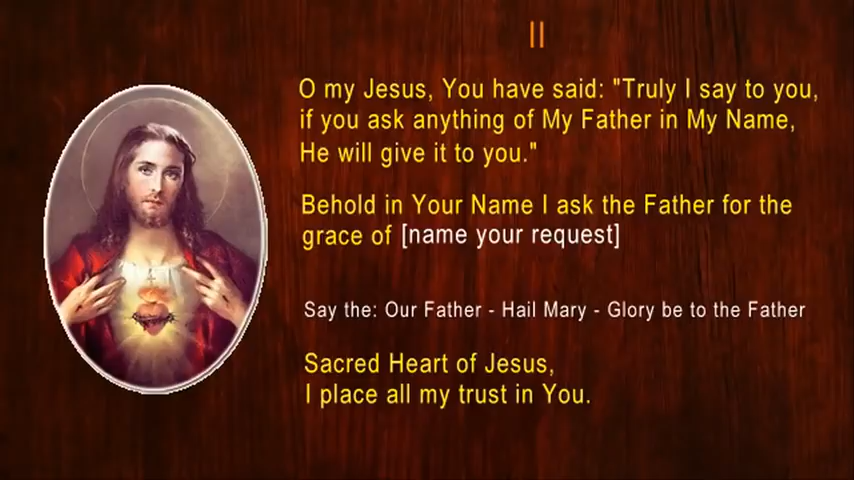 II
O my Jesus, You have said: "Truly I say to you,
if you ask anything of My Father in My Name,
He will give it to you."
Behold in Your Name I ask the Father for the
grace of [name your request]
Say the: Our Father - Hail Mary - Glory be to the Father
Sacred Heart of Jesus,
I place all my trust in You.